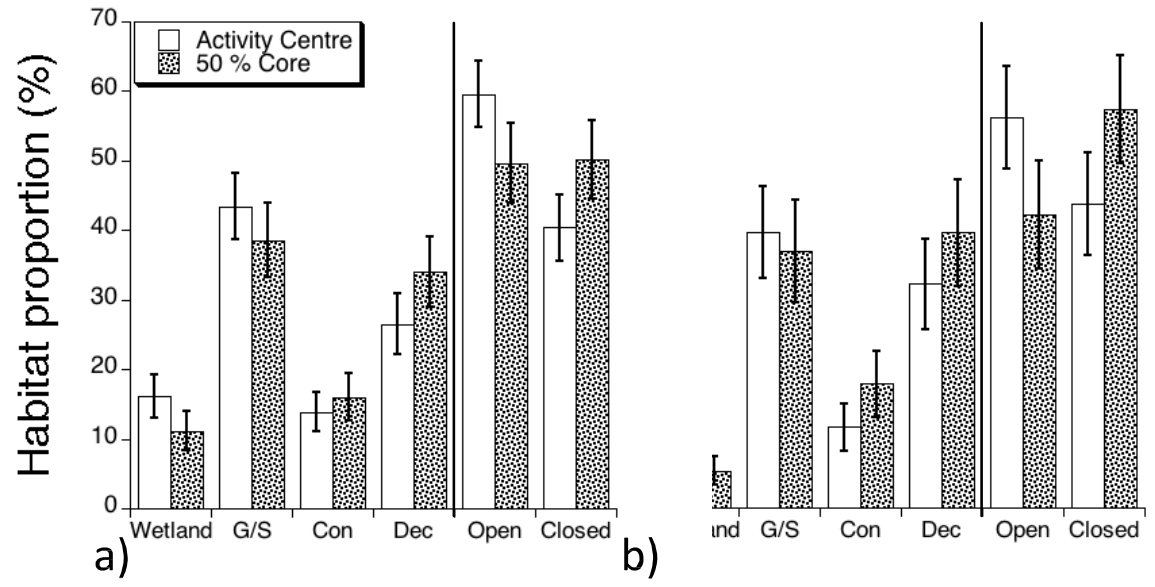 Habitat proportion (%)
70
60
50
40
30
20
10
0
Activity Centre
50 % Core
Wetland G/S Con Dec Open Closed
a)
and G/S Con Dec Open Closed
b)